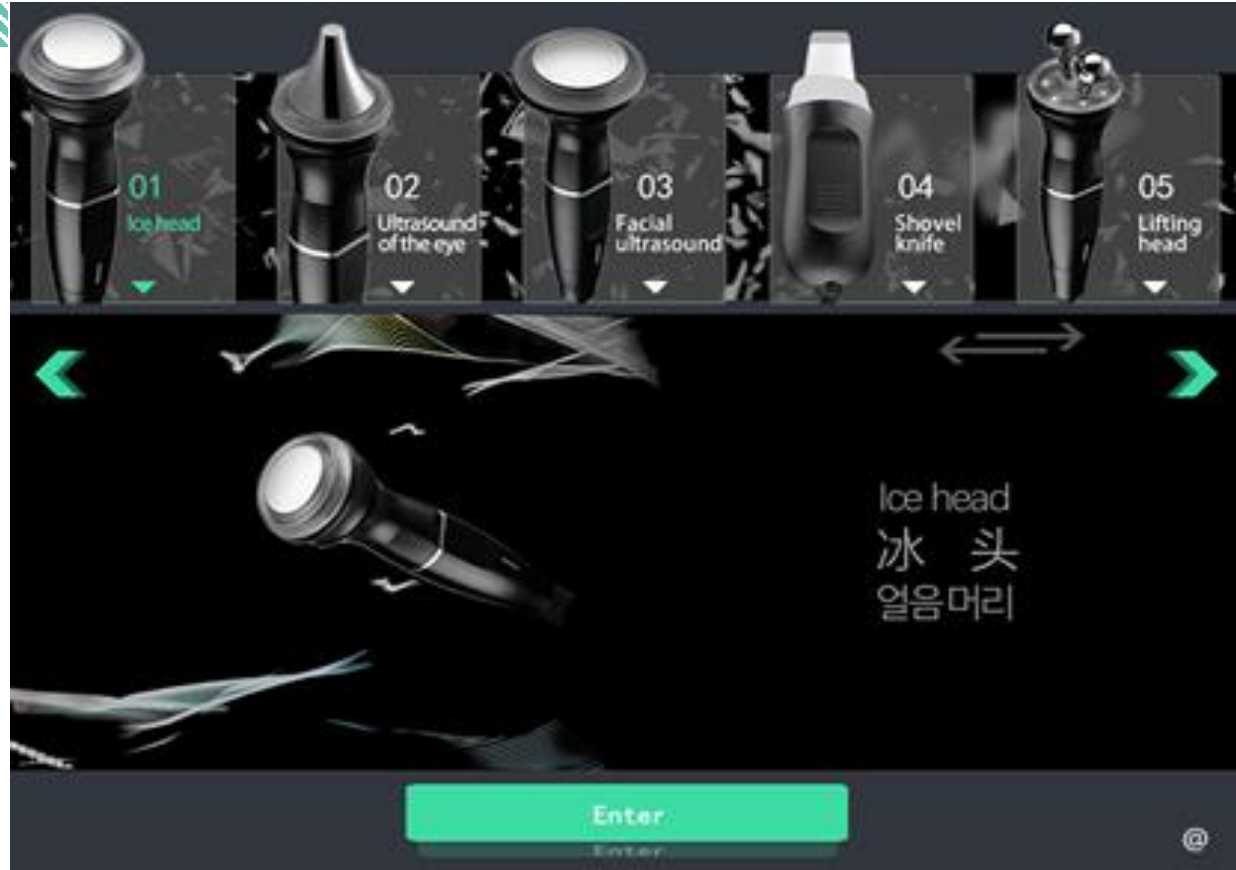 01
Ice head
02
Ultrasound
of the eye
03
Facial
ultrasound
04
Shovel
knife
05
Lifting
head
Ice head
冰 头
얼음머리
Enter
Enter
@